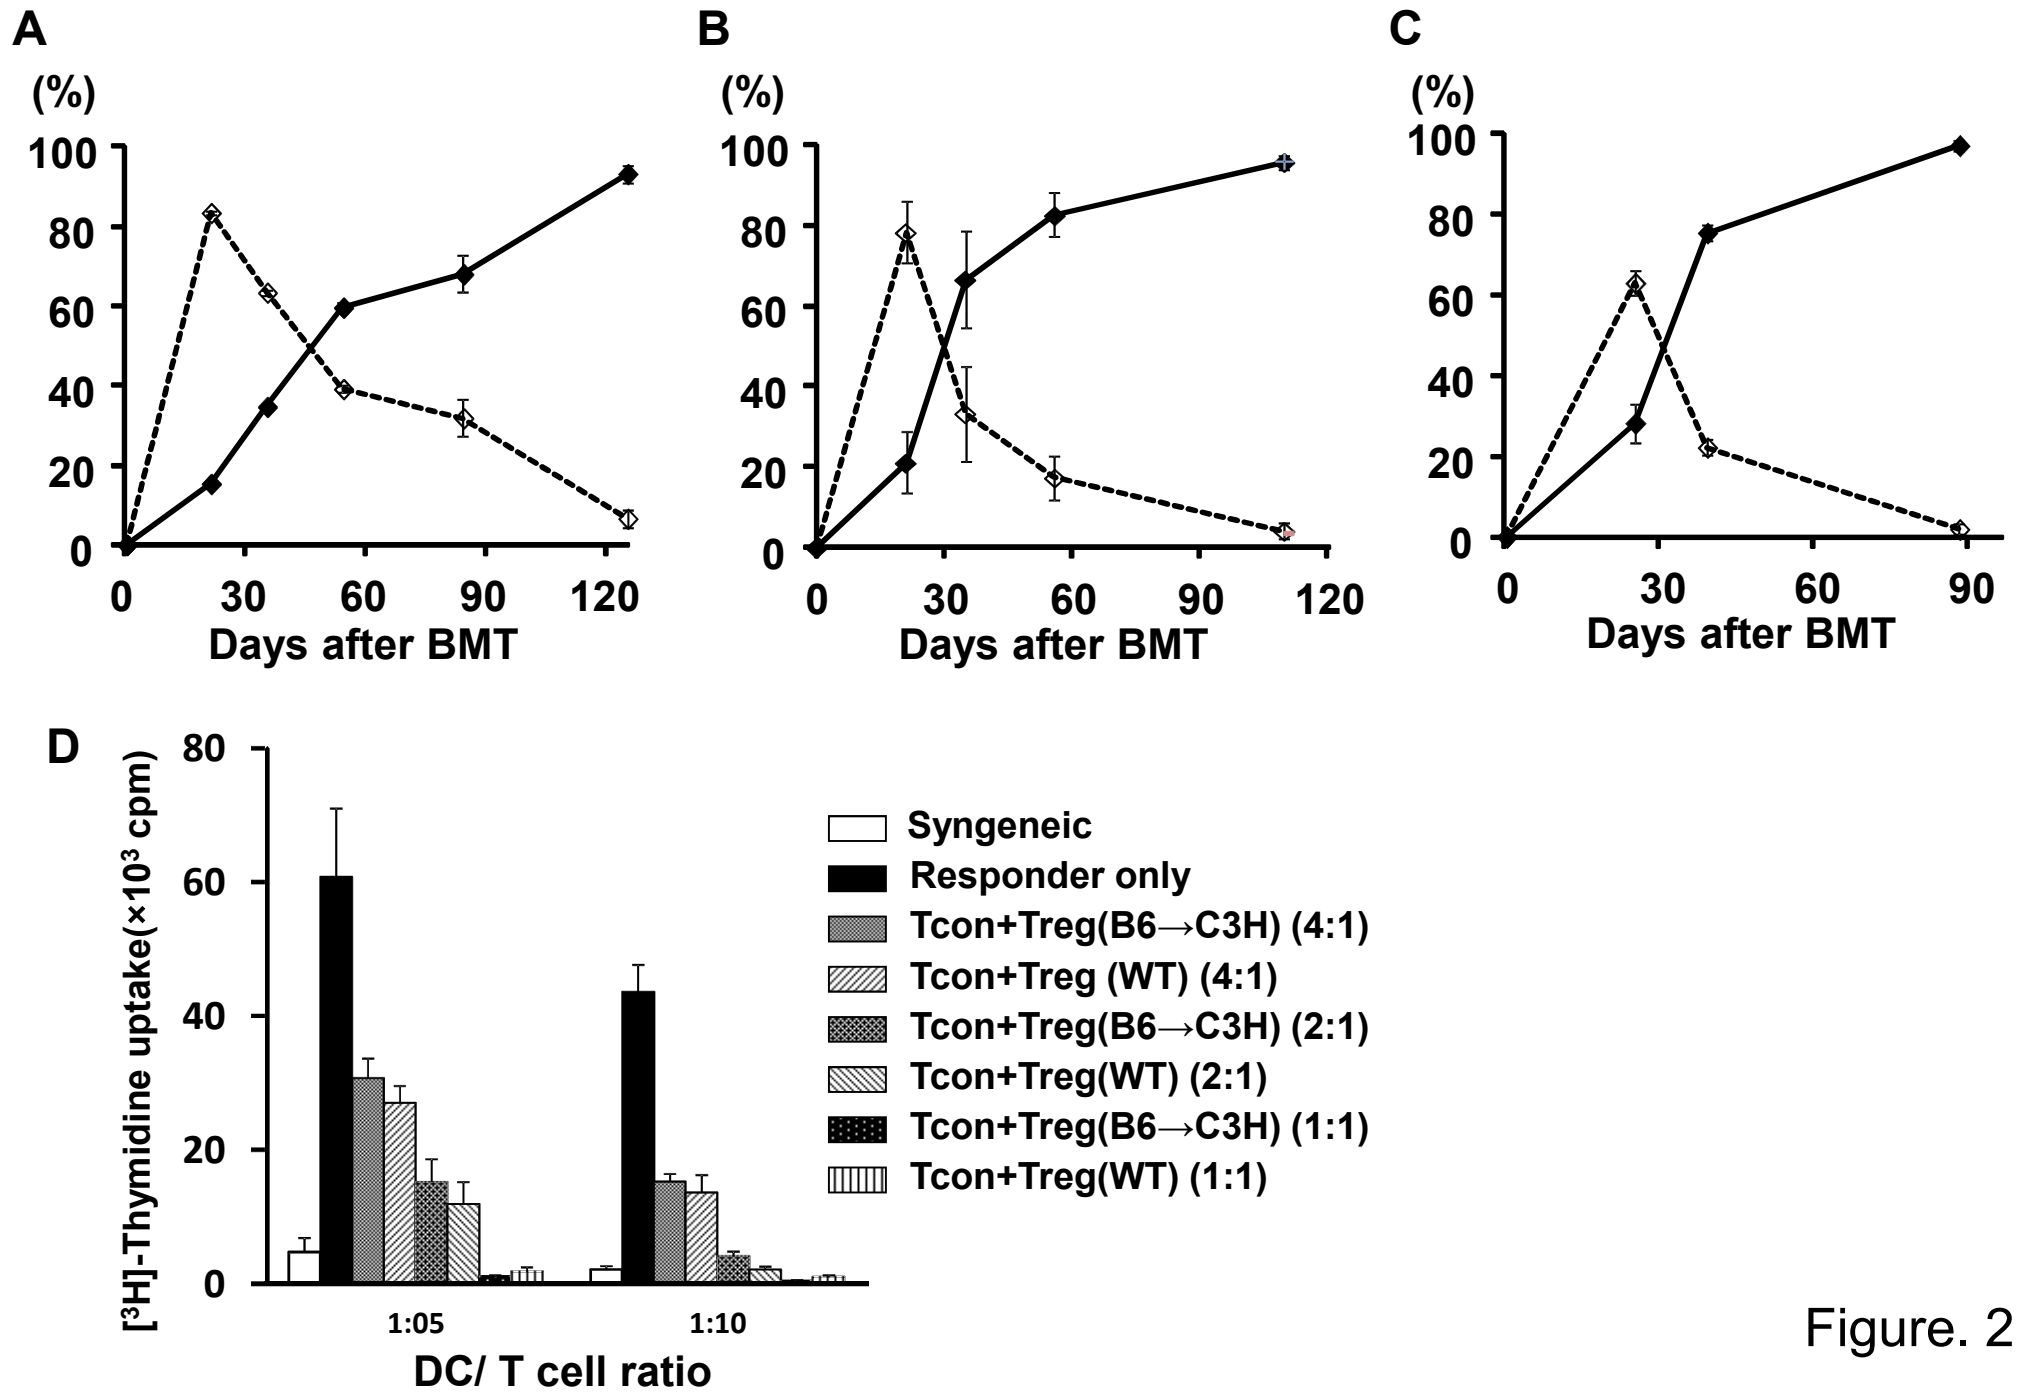 A
(%)
100
80
60
40
20
0
0 30 60 90 120
Days after BMT
B
(%)
100
80
60
40
20
0
0 30 60 90 120
Days after BMT
C
(%)
100
80
60
40
20
0
0 30 60 90
Days after BMT
D
[³H]-Thymidine uptake(×10³ cpm)
80
60
40
20
0
1:05 1:10
DC/ T cell ratio
Syngeneic
Responder only
Tcon+Treg(B6→C3H) (4:1)
Tcon+Treg (WT) (4:1)
Tcon+Treg(B6→C3H) (2:1)
Tcon+Treg(WT) (2:1)
Tcon+Treg(B6→C3H) (1:1)
Tcon+Treg(WT) (1:1)
Figure. 2